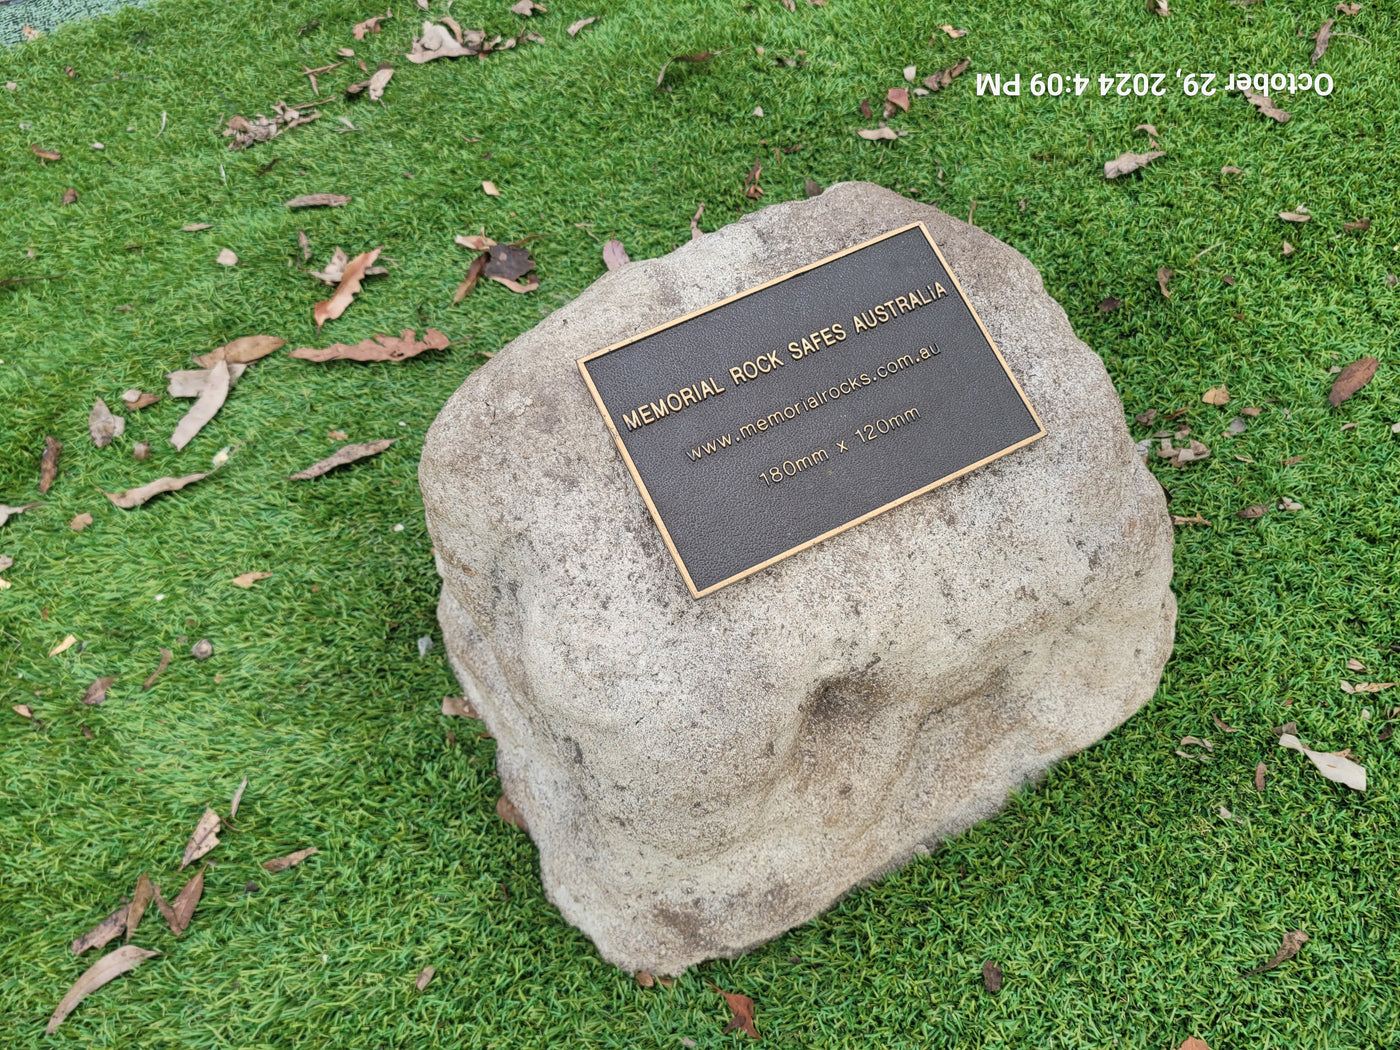 October 29, 2024 4:09 PM
MEMORIAL ROCK SAFES AUSTRALIA
www.memorialrocks.com.au
180mm x 120mm